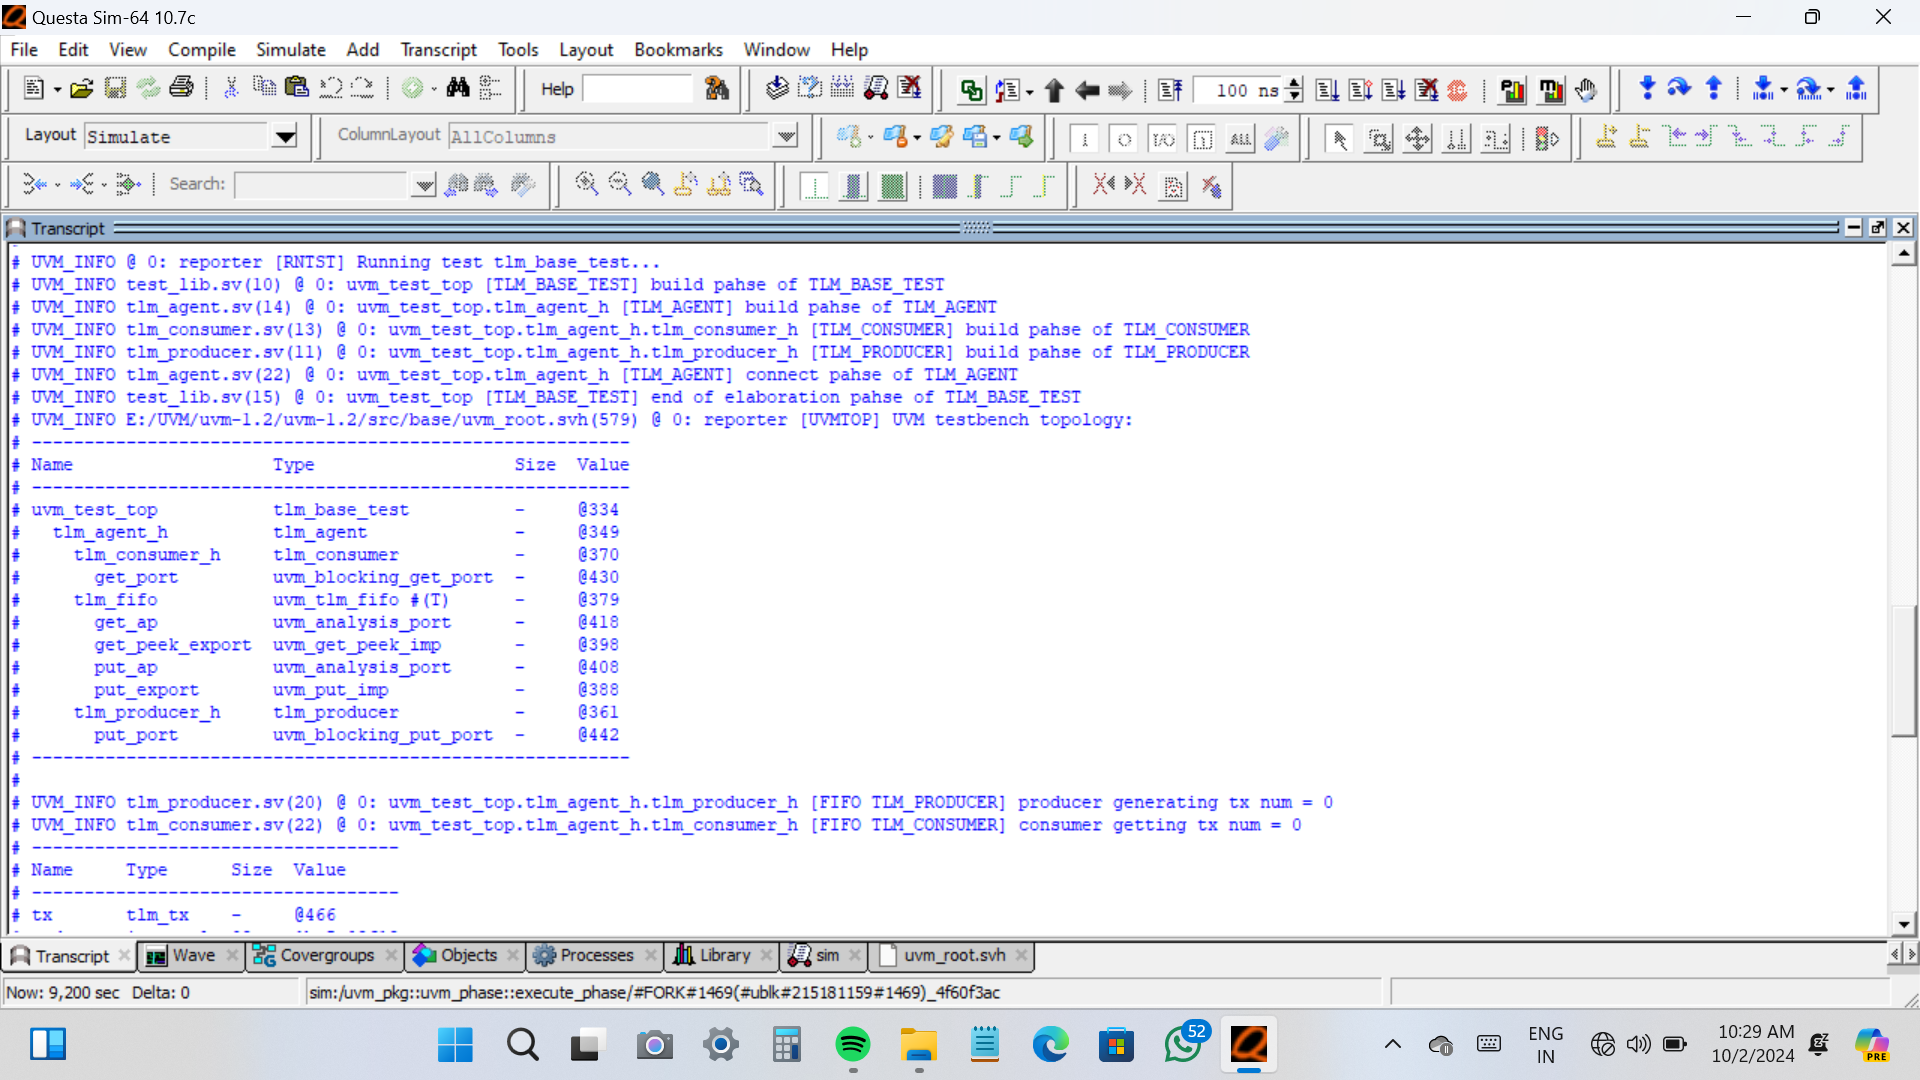 Questa Sim-64 10.7c
File Edit View Compile Simulate Add Transcript Tools Layout Bookmarks Window Help
Help
100 ns
Layout Simulate
ColumnLayout AllColumns
ALL
Search:
Transcript
# UVM_INFO @ 0: reporter [RNTST] Running test tlm_base_test...
# UVM_INFO test_lib.sv(10) @ 0: uvm_test_top [TLM_BASE_TEST] build pahse of TLM_BASE_TEST
# UVM_INFO tlm_agent.sv(14) @ 0: uvm_test_top.tlm_agent_h [TLM_AGENT] build pahse of TLM_AGENT
# UVM_INFO tlm_consumer.sv(13) @ 0: uvm_test_top.tlm_agent_h.tlm_consumer_h [TLM_CONSUMER] build pahse of TLM_CONSUMER
# UVM_INFO tlm_producer.sv(11) @ 0: uvm_test_top.tlm_agent_h.tlm_producer_h [TLM_PRODUCER] build pahse of TLM_PRODUCER
# UVM_INFO tlm_agent.sv(22) @ 0: uvm_test_top.tlm_agent_h [TLM_AGENT] connect pahse of TLM_AGENT
# UVM_INFO test_lib.sv(15) @ 0: uvm_test_top [TLM_BASE_TEST] end of elaboration pahse of TLM_BASE_TEST
# UVM_INFO E:/UVM/uvm-1.2/uvm-1.2/src/base/uvm_root.svh(579) @ 0: reporter [UVMTOP] UVM testbench topology:
# ---------------------------------------------------------
# Name Type Size Value
# ---------------------------------------------------------
# uvm_test_top tlm_base_test - @334
# tlm_agent_h tlm_agent - @349
# tlm_consumer_h tlm_consumer - @370
# get_port uvm_blocking_get_port - @430
# tlm_fifo uvm_tlm_fifo #(T) - @379
# get_ap uvm_analysis_port - @418
# get_peek_export uvm_get_peek_imp - @398
# put_ap uvm_analysis_port - @408
# put_export uvm_put_imp - @388
# tlm_producer_h tlm_producer - @361
# put_port uvm_blocking_put_port - @442
# ---------------------------------------------------------
#
# UVM_INFO tlm_producer.sv(20) @ 0: uvm_test_top.tlm_agent_h.tlm_producer_h [FIFO TLM_PRODUCER] producer generating tx num = 0
# UVM_INFO tlm_consumer.sv(22) @ 0: uvm_test_top.tlm_agent_h.tlm_consumer_h [FIFO TLM_CONSUMER] consumer getting tx num = 0
# -----------------------------------
# Name Type Size Value
# -----------------------------------
# tx tlm_tx - @466
Transcript Wave Covergroups Objects Processes Library sim uvm_root.svh
Now: 9,200 sec Delta: 0 sim:/uvm_pkg::uvm_phase::execute_phase/#FORK#1469(#ublk#215181159#1469)_4f60f3ac
52
ENG
IN
10:29 AM
10/2/2024
PRE